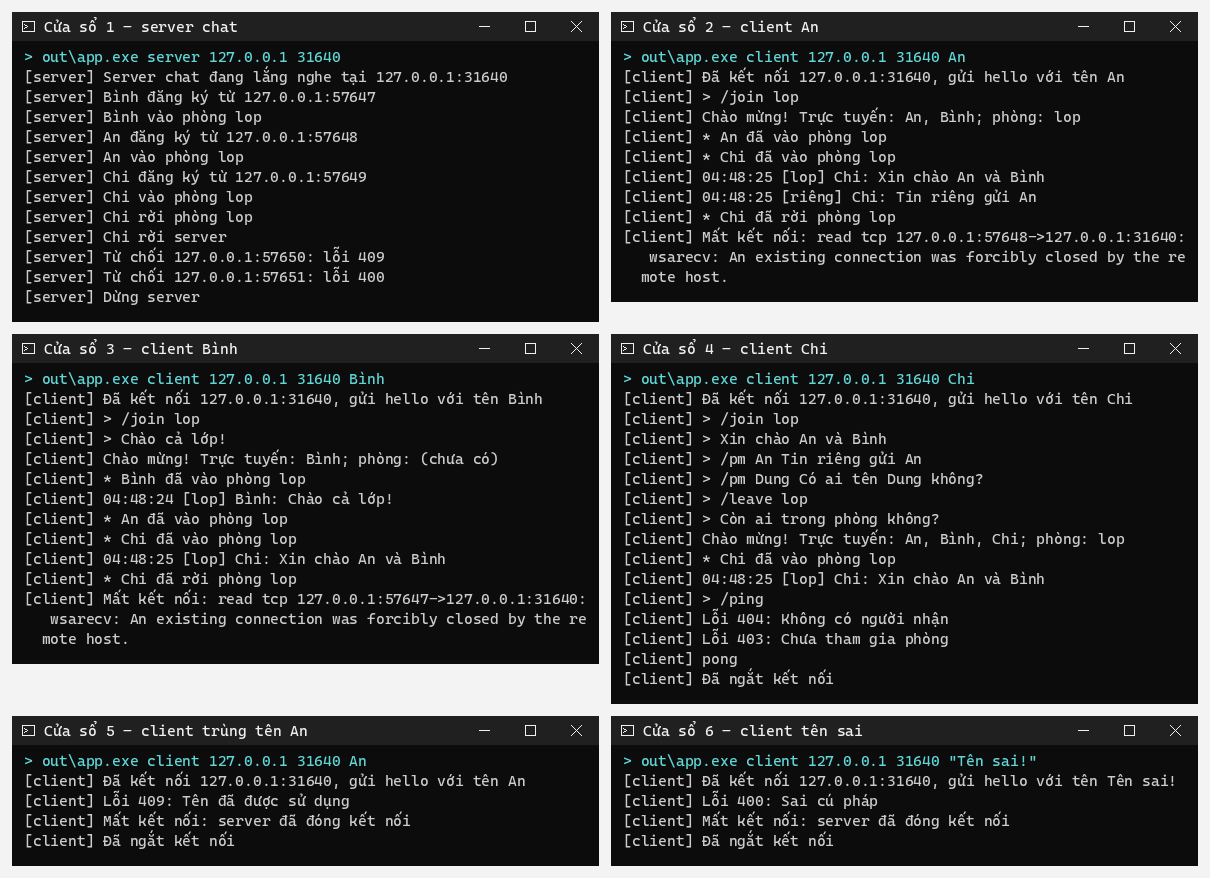 Cửa sổ 1 - server chat
> out\app.exe server 127.0.0.1 31640
[server] Server chat đang lắng nghe tại 127.0.0.1:31640
[server] Bình đăng ký từ 127.0.0.1:57647
[server] Bình vào phòng lop
[server] An đăng ký từ 127.0.0.1:57648
[server] An vào phòng lop
[server] Chi đăng ký từ 127.0.0.1:57649
[server] Chi vào phòng lop
[server] Chi rời phòng lop
[server] Chi rời server
[server] Từ chối 127.0.0.1:57650: lỗi 409
[server] Từ chối 127.0.0.1:57651: lỗi 400
[server] Dừng server
Cửa sổ 2 - client An
> out\app.exe client 127.0.0.1 31640 An
[client] Đã kết nối 127.0.0.1:31640, gửi hello với tên An
[client] > /join lop
[client] Chào mừng! Trực tuyến: An, Bình; phòng: lop
[client] * An đã vào phòng lop
[client] * Chi đã vào phòng lop
[client] 04:48:25 [lop] Chi: Xin chào An và Bình
[client] 04:48:25 [riêng] Chi: Tin riêng gửi An
[client] * Chi đã rời phòng lop
[client] Mất kết nối: read tcp 127.0.0.1:57648->127.0.0.1:31640:
wsarecv: An existing connection was forcibly closed by the re
mote host.
Cửa sổ 3 - client Bình
> out\app.exe client 127.0.0.1 31640 Bình
[client] Đã kết nối 127.0.0.1:31640, gửi hello với tên Bình
[client] > /join lop
[client] > Chào cả lớp!
[client] Chào mừng! Trực tuyến: Bình; phòng: (chưa có)
[client] * Bình đã vào phòng lop
[client] 04:48:24 [lop] Bình: Chào cả lớp!
[client] * An đã vào phòng lop
[client] * Chi đã vào phòng lop
[client] 04:48:25 [lop] Chi: Xin chào An và Bình
[client] * Chi đã rời phòng lop
[client] Mất kết nối: read tcp 127.0.0.1:57647->127.0.0.1:31640:
wsarecv: An existing connection was forcibly closed by the re
mote host.
Cửa sổ 4 - client Chi
> out\app.exe client 127.0.0.1 31640 Chi
[client] Đã kết nối 127.0.0.1:31640, gửi hello với tên Chi
[client] > /join lop
[client] > Xin chào An và Bình
[client] > /pm An Tin riêng gửi An
[client] > /pm Dung Có ai tên Dung không?
[client] > /leave lop
[client] > Còn ai trong phòng không?
[client] Chào mừng! Trực tuyến: An, Bình, Chi; phòng: lop
[client] * Chi đã vào phòng lop
[client] 04:48:25 [lop] Chi: Xin chào An và Bình
[client] > /ping
[client] Lỗi 404: Không có người nhận
[client] Lỗi 403: Chưa tham gia phòng
[client] pong
[client] Đã ngắt kết nối
Cửa sổ 5 - client trùng tên An
> out\app.exe client 127.0.0.1 31640 An
[client] Đã kết nối 127.0.0.1:31640, gửi hello với tên An
[client] Lỗi 409: Tên đã được sử dụng
[client] Mất kết nối: server đã đóng kết nối
[client] Đã ngắt kết nối
Cửa sổ 6 - client tên sai
> out\app.exe client 127.0.0.1 31640 "Tên sai!"
[client] Đã kết nối 127.0.0.1:31640, gửi hello với tên Tên sai!
[client] Lỗi 400: Sai cú pháp
[client] Mất kết nối: server đã đóng kết nối
[client] Đã ngắt kết nối